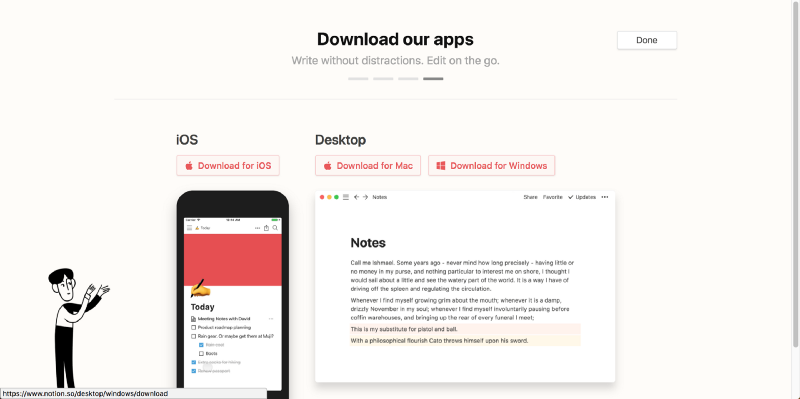 Download our apps
Done
Write without distractions. Edit on the go.
iOS
Desktop
Download for iOS
Download for Mac
Download for Windows
Notes
Share Favorite Updates
Today
Today
Meeting Notes with David
Product roadmap planning
Rain gear: Or maybe get them at Muji?
Rain coat
Boots
Notes
Call me Ishmael. Some years ago - never mind how long precisely - having little or
no money in my purse, and nothing particular to interest me on shore, I thought I
would sail about a little and see the watery part of the world. It is a way I have of
driving off the spleen and regulating the circulation.
Whenever I find myself growing grim about the mouth; whenever it is a damp,
drizzly November in my soul; whenever I find myself involuntarily pausing before
coffin warehouses, and bringing up the rear of every funeral I meet;
This is my substitute for pistol and ball.
With a philosophical flourish Cato throws himself upon his sword.
https://www.notion.so/desktop/windows/download